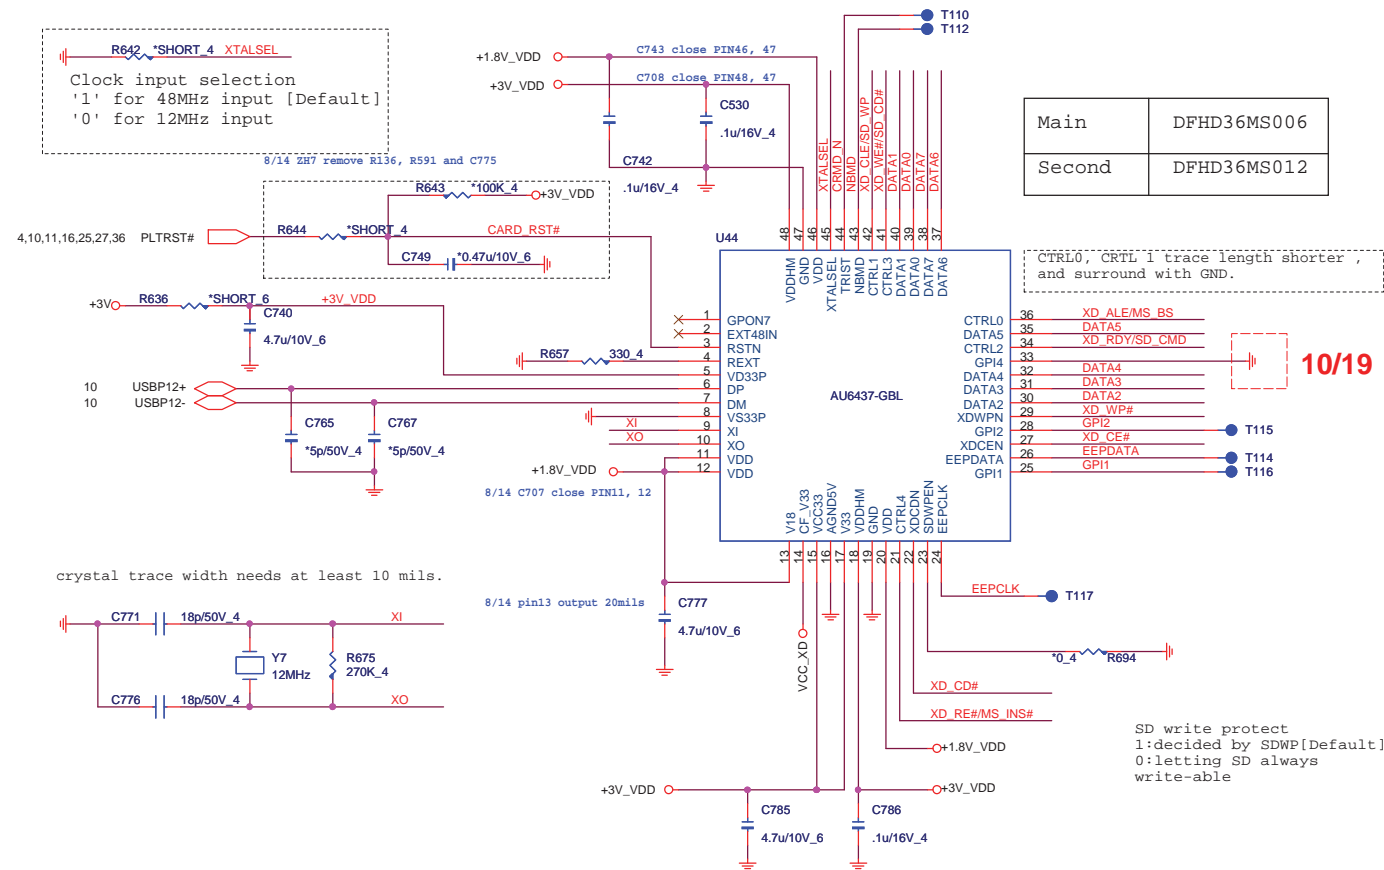 R642 *SHORT_4 XTALSEL
Clock input selection
'1' for 48MHz input [Default]
'0' for 12MHz input
8/14 ZH7 remove R136, R591 and C775
+1.8V_VDD
C743 close PIN46, 47
+3V_VDD
C708 close PIN48, 47
C530
.1u/16V_4
C742
.1u/16V_4
T110
T112
XTALSEL
CRMD_N
NBMD
XD_CLE/SD_WP
XD_WE#/SD_CD#
DATA1
DATA0
DATA7
DATA6
Main DFHD36MS006
Second DFHD36MS012
R643 *100K_4 +3V_VDD
4,10,11,16,25,27,36 PLTRST#
R644 *SHORT_4 CARD_RST#
C749 *0.47u/10V_6
+3V R636 *SHORT_6 +3V_VDD
C740
4.7u/10V_6
R657 330_4
10 USBP12+
10 USBP12-
C765
*5p/50V_4
C767
*5p/50V_4
XI
XO
+1.8V_VDD
8/14 C707 close PIN11, 12
U44
48 47 46 45 44 43 42 41 40 39 38 37
VDDHM
GND
VDD
XTALSEL
TRIST
NBMD
CTRL1
CTRL3
DATA1
DATA0
DATA7
DATA6
1 GPON7
2 EXT48IN
3 RSTN
4 REXT
5 VD33P
6 DP
7 DM
8 VS33P
9 XI
10 XO
11 VDD
12 VDD
AU6437-GBL
CTRL0, CRTL 1 trace length shorter ,
and surround with GND.
CTRL0 36 XD_ALE/MS_BS
DATA5 35 DATA5
CTRL2 34 XD_RDY/SD_CMD
GPI4 33
DATA4 32 DATA4
DATA3 31 DATA3
DATA2 30 DATA2
XDWPN 29 XD_WP#
GPI2 28 GPI2 T115
XDCEN 27 XD_CE#
EEPDATA 26 EEPDATA T114
GPI1 25 GPI1 T116
10/19
V18
CF_V33
VCC33
AGND5V
V33
VDDHM
GND
VDD
CTRL4
XDCDN
SDWPEN
EEPCLK
13 14 15 16 17 18 19 20 21 22 23 24
crystal trace width needs at least 10 mils.
C771 18p/50V_4 XI
Y7
12MHz
R675
270K_4
C776 18p/50V_4 XO
8/14 pin13 output 20mils
C777
4.7u/10V_6
VCC_XD
EEPCLK T117
*0_4 R694
XD_CD#
XD_RE#/MS_INS#
+1.8V_VDD
+3V_VDD
+3V_VDD
C785
4.7u/10V_6
C786
.1u/16V_4
SD write protect
1:decided by SDWP[Default]
0:letting SD always
write-able